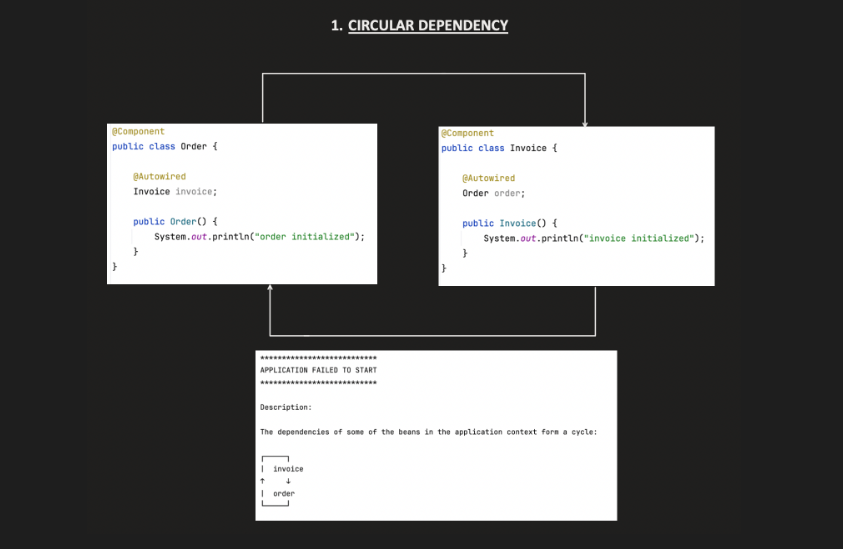 1. CIRCULAR DEPENDENCY
@Component
public class Order {
@Autowired
Invoice invoice;
public Order() {
System.out.println("order initialized");
}
}
@Component
public class Invoice {
@Autowired
Order order;
public Invoice() {
System.out.println("invoice initialized");
}
}
***************************
APPLICATION FAILED TO START
***************************
Description:
The dependencies of some of the beans in the application context form a cycle:
┌─────┐
|  invoice
↑     ↓
|  order
└─────┘